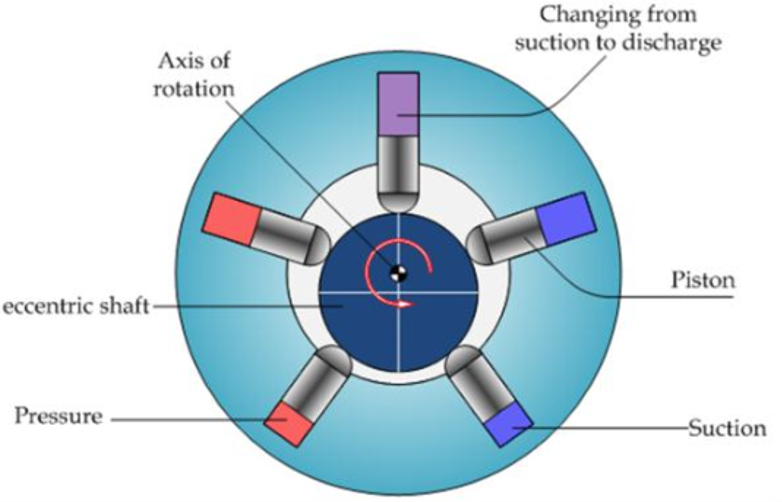 Changing from
suction to discharge
Axis of
rotation
Piston
eccentric shaft
Pressure
Suction